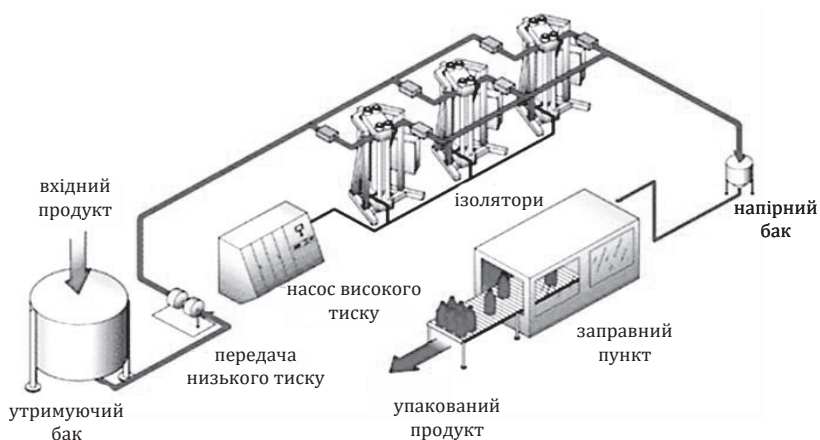 вхідний
продукт
ізолятори
напірний
бак
насос високого
тиску
заправний
пункт
передача
низького тиску
утримуючий
бак
упакований
продукт